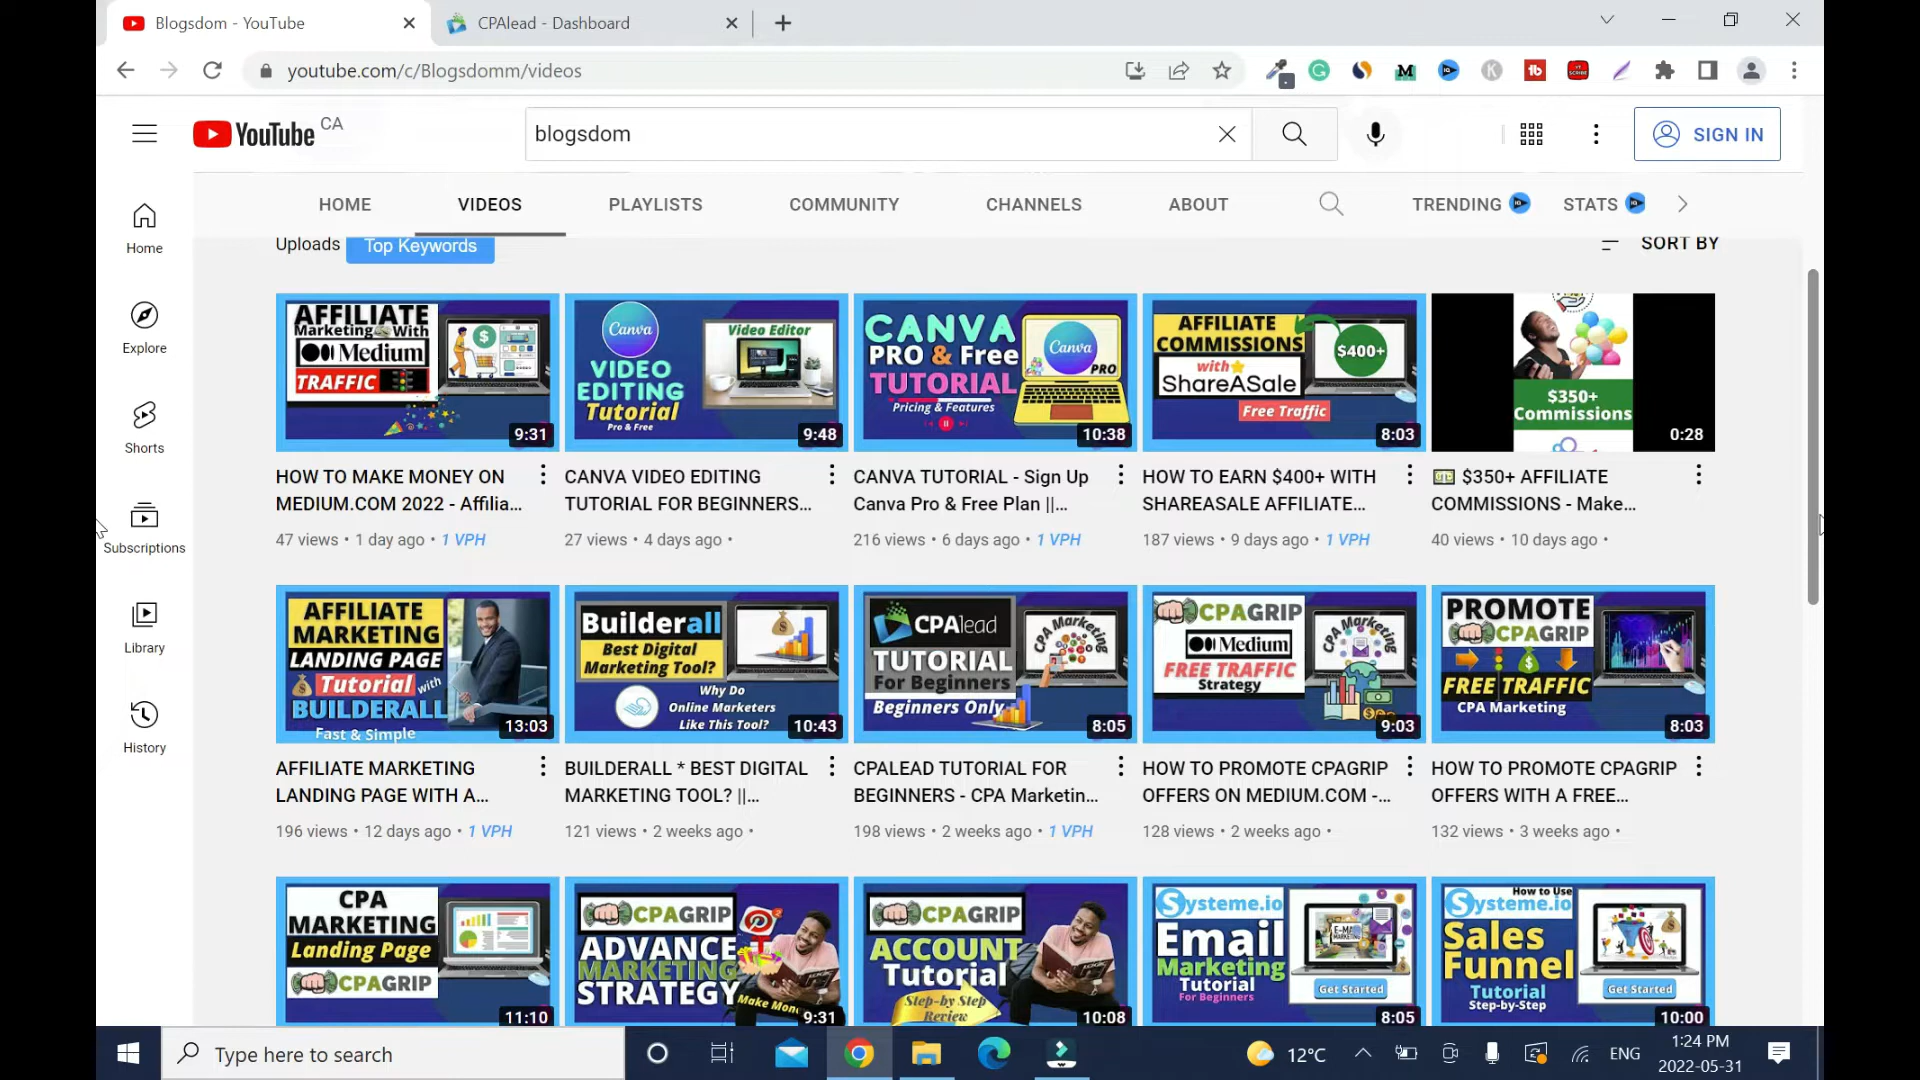 Blogsdom - YouTube
CPAlead - Dashboard
youtube.com/c/Blogsdomm/videos
YouTube CA
blogsdom
SIGN IN
HOME VIDEOS PLAYLISTS COMMUNITY CHANNELS ABOUT TRENDING STATS
Uploads Top Keywords SORT BY
Home
Explore
Shorts
Subscriptions
Library
History
AFFILIATE
Marketing With
Medium
TRAFFIC
9:31
Canva
VIDEO
EDITING
Tutorial
Pro & Free
Video Editor
9:48
CANVA
PRO & Free
TUTORIAL
Pricing & Features
Canva
PRO
10:38
AFFILIATE
COMMISSIONS
with
ShareASale
Free Traffic
$400+
8:03
$350+
Commissions
0:28
HOW TO MAKE MONEY ON
MEDIUM.COM 2022 - Affilia...
47 views • 1 day ago • 1 VPH
CANVA VIDEO EDITING
TUTORIAL FOR BEGINNERS...
27 views • 4 days ago •
CANVA TUTORIAL - Sign Up
Canva Pro & Free Plan ||...
216 views • 6 days ago • 1 VPH
HOW TO EARN $400+ WITH
SHAREASALE AFFILIATE...
187 views • 9 days ago • 1 VPH
$350+ AFFILIATE
COMMISSIONS - Make...
40 views • 10 days ago •
AFFILIATE
MARKETING
LANDING PAGE
Tutorial with
BUILDERALL
Fast & Simple
13:03
Builderall
Best Digital
Marketing Tool?
Why Do
Online Marketers
Like This Tool?
10:43
CPAlead
TUTORIAL
For Beginners
Beginners Only
CPA Marketing
8:05
CPAGRIP
Medium
FREE TRAFFIC
Strategy
CPA Marketing
9:03
PROMOTE
CPAGRIP
FREE TRAFFIC
CPA Marketing
8:03
AFFILIATE MARKETING
LANDING PAGE WITH A...
196 views • 12 days ago • 1 VPH
BUILDERALL * BEST DIGITAL
MARKETING TOOL? ||...
121 views • 2 weeks ago •
CPALEAD TUTORIAL FOR
BEGINNERS - CPA Marketin...
198 views • 2 weeks ago • 1 VPH
HOW TO PROMOTE CPAGRIP
OFFERS ON MEDIUM.COM -...
128 views • 2 weeks ago •
HOW TO PROMOTE CPAGRIP
OFFERS WITH A FREE...
132 views • 3 weeks ago •
CPA
MARKETING
Landing Page
CPAGRIP
11:10
CPAGRIP
ADVANCE
MARKETING
STRATEGY
Make Mone
9:31
CPAGRIP
ACCOUNT
Tutorial
Step-by Step
Review
10:08
Systeme.io
Email
Marketing
Tutorial
For Beginners
Get Started
8:05
How to Use
Systeme.io
Sales
Funnel
Tutorial
Step-by-Step
Get Started
10:00
Type here to search
12°C
ENG
1:24 PM
2022-05-31